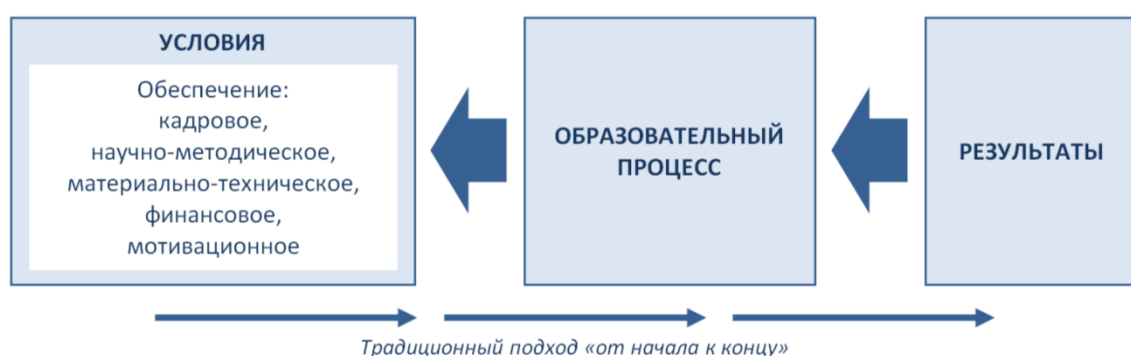 УСЛОВИЯ
Обеспечение:
кадровое,
научно-методическое,
материально-техническое,
финансовое,
мотивационное
ОБРАЗОВАТЕЛЬНЫЙ
ПРОЦЕСС
РЕЗУЛЬТАТЫ
Традиционный подход «от начала к концу»